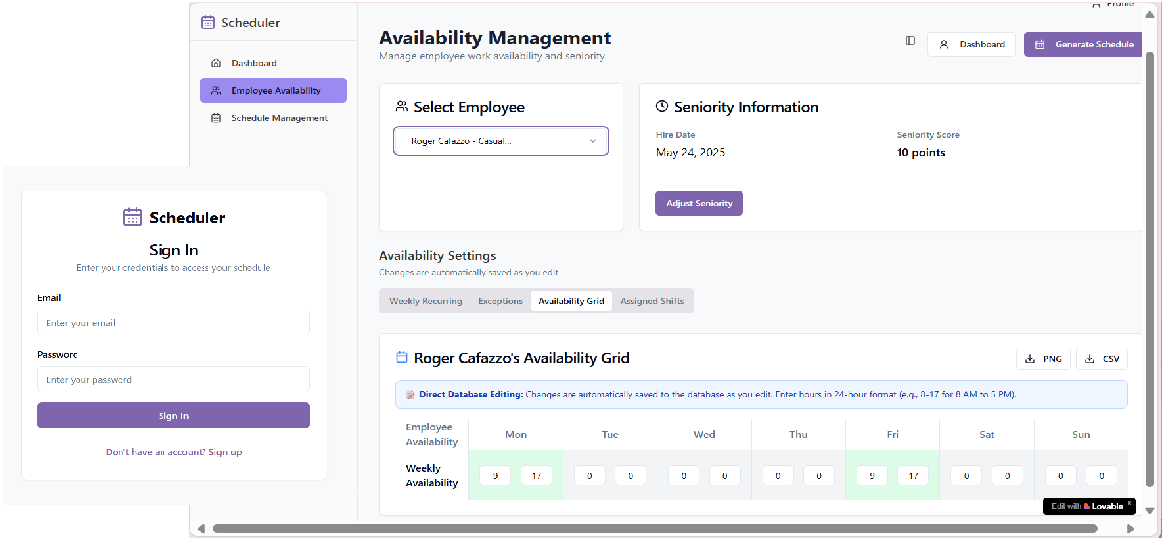 Scheduler
Dashboard
Employee Availability
Schedule Management
Profile
Availability Management
Manage employee work availability and seniority
Dashboard
Generate Schedule
Select Employee
Roger Cafazzo - Casual...
Seniority Information
Hire Date
May 24, 2025
Seniority Score
10 points
Adjust Seniority
Scheduler
Sign In
Enter your credentials to access your schedule
Email
Enter your email
Password
Enter your password
Sign In
Don't have an account? Sign up
Availability Settings
Changes are automatically saved as you edit
Weekly Recurring Exceptions Availability Grid Assigned Shifts
Roger Cafazzo's Availability Grid
PNG CSV
Direct Database Editing: Changes are automatically saved to the database as you edit. Enter hours in 24-hour format (e.g., 8-17 for 8 AM to 5 PM).
Employee
Availability
Mon Tue Wed Thu Fri Sat Sun
Weekly
Availability
9 17 0 0 0 0 0 0 9 17 0 0 0 0
Edit with Lovable x